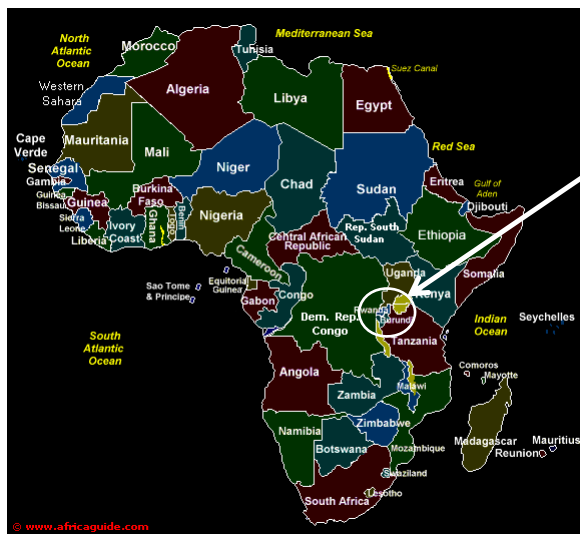 Mediterranean Sea
North
Atlantic
Ocean
Morocco
Tunisia
Suez Canal
Western
Sahara
Algeria
Libya
Egypt
Cape
Verde
Mauritania
Mali
Niger
Chad
Sudan
Red Sea
Senegal
Gambia
Guinea
Bissau
Guinea
Sierra
Leone
Liberia
Burkina
Faso
Ivory
Coast
Ghana
Togo
Benin
Nigeria
Eritrea
Gulf of
Aden
Djibouti
Rep. South
Sudan
Ethiopia
Central African
Republic
Cameroon
Somalia
Uganda
Kenya
Equitorial
Guinea
Sao Tome
& Principe
Gabon
Congo
Dem. Rep.
Congo
Rwanda
Burundi
Tanzania
Indian
Ocean
Seychelles
South
Atlantic
Ocean
Angola
Zambia
Malawi
Comoros
Mayotte
Namibia
Botswana
Zimbabwe
Mozambique
Madagascar
Reunion
Mauritius
Swaziland
South Africa
Lesotho
© www.africaguide.com